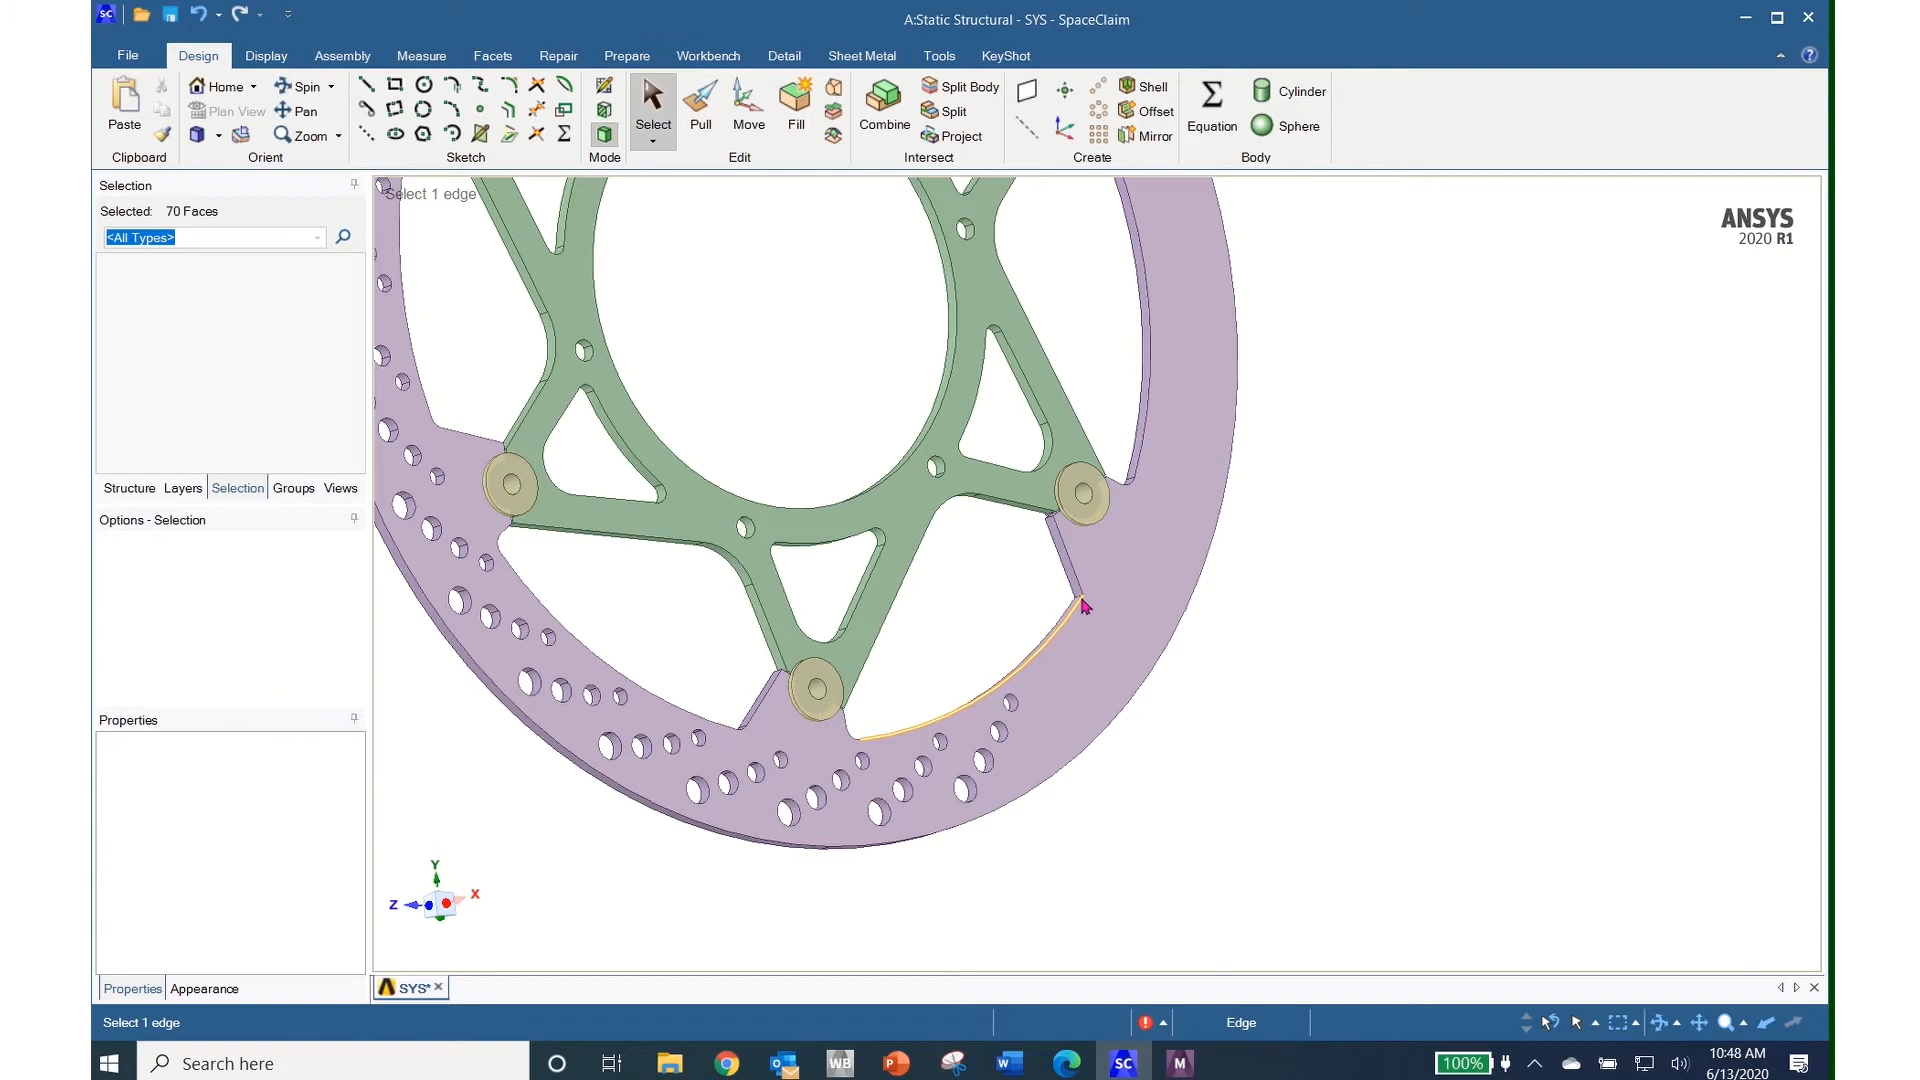 SC
A:Static Structural - SYS - SpaceClaim
File
Design
Display
Assembly
Measure
Facets
Repair
Prepare
Workbench
Detail
Sheet Metal
Tools
KeyShot
Home
Spin
Plan View
Pan
Paste
Zoom
Select
Pull
Move
Fill
Combine
Split Body
Split
Project
Shell
Offset
Mirror
Equation
Cylinder
Sphere
Clipboard
Orient
Sketch
Mode
Edit
Intersect
Create
Body
Selection
Selected: 70 Faces
<All Types>
Structure
Layers
Selection
Groups
Views
Options - Selection
Properties
Properties
Appearance
Select 1 edge
ANSYS
2020 R1
Y
X
Z
SYS*
Select 1 edge
Edge
Search here
WB
SC
M
100%
10:48 AM
6/13/2020